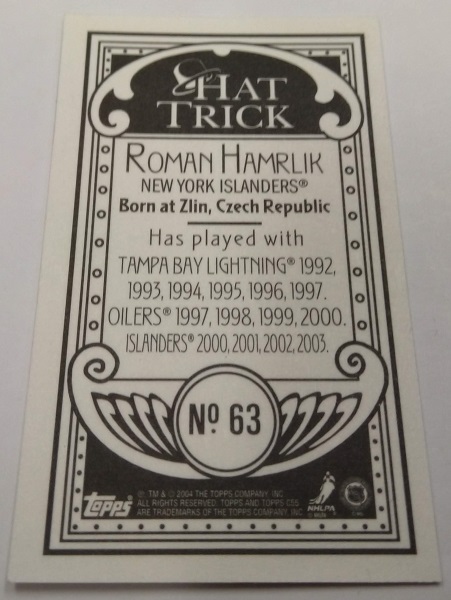 HAT
TRICK
ROMAN HAMRLIK
NEW YORK ISLANDERS®
Born at Zlin, Czech Republic
Has played with
TAMPA BAY LIGHTNING® 1992,
1993, 1994, 1995, 1996, 1997.
OILERS® 1997, 1998, 1999, 2000.
ISLANDERS® 2000, 2001, 2002, 2003.
No 63
® TM & © 2004 THE TOPPS COMPANY, INC.
ALL RIGHTS RESERVED. TOPPS AND TOPPS C55
ARE TRADEMARKS OF THE TOPPS COMPANY, INC.
topps
NHLPA